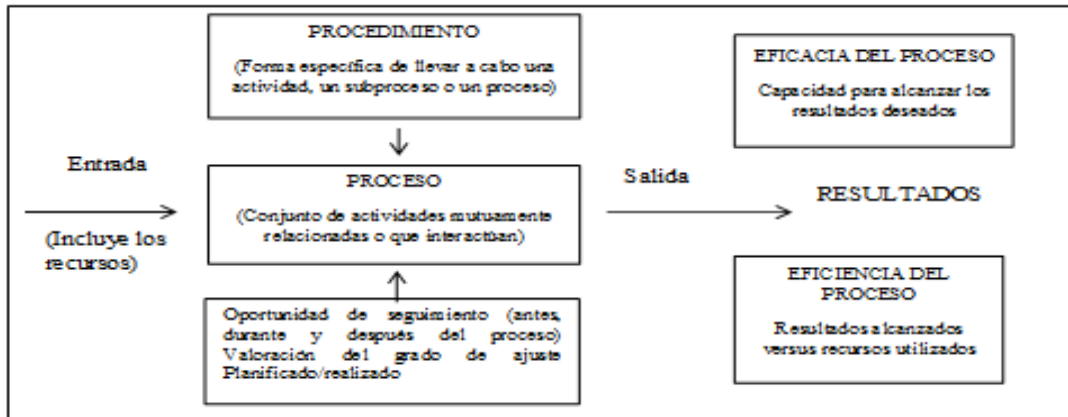 PROCEDIMIENTO
(Forma específica de llevar a cabo una
actividad, un subproceso o un proceso)
EFICACIA DEL PROCESO
Capacidad para alcanzar los
resultados deseados
Entrada
(Incluye los
recursos)
PROCESO
(Conjunto de actividades mutuamente
relacionadas o que interactúan)
Salida
RESULTADOS
Oportunidad de seguimiento (antes,
durante y después del proceso)
Valoración del grado de ajuste
Planificado/realizado
EFICIENCIA DEL
PROCESO
Resultados alcanzados
versus recursos utilizados